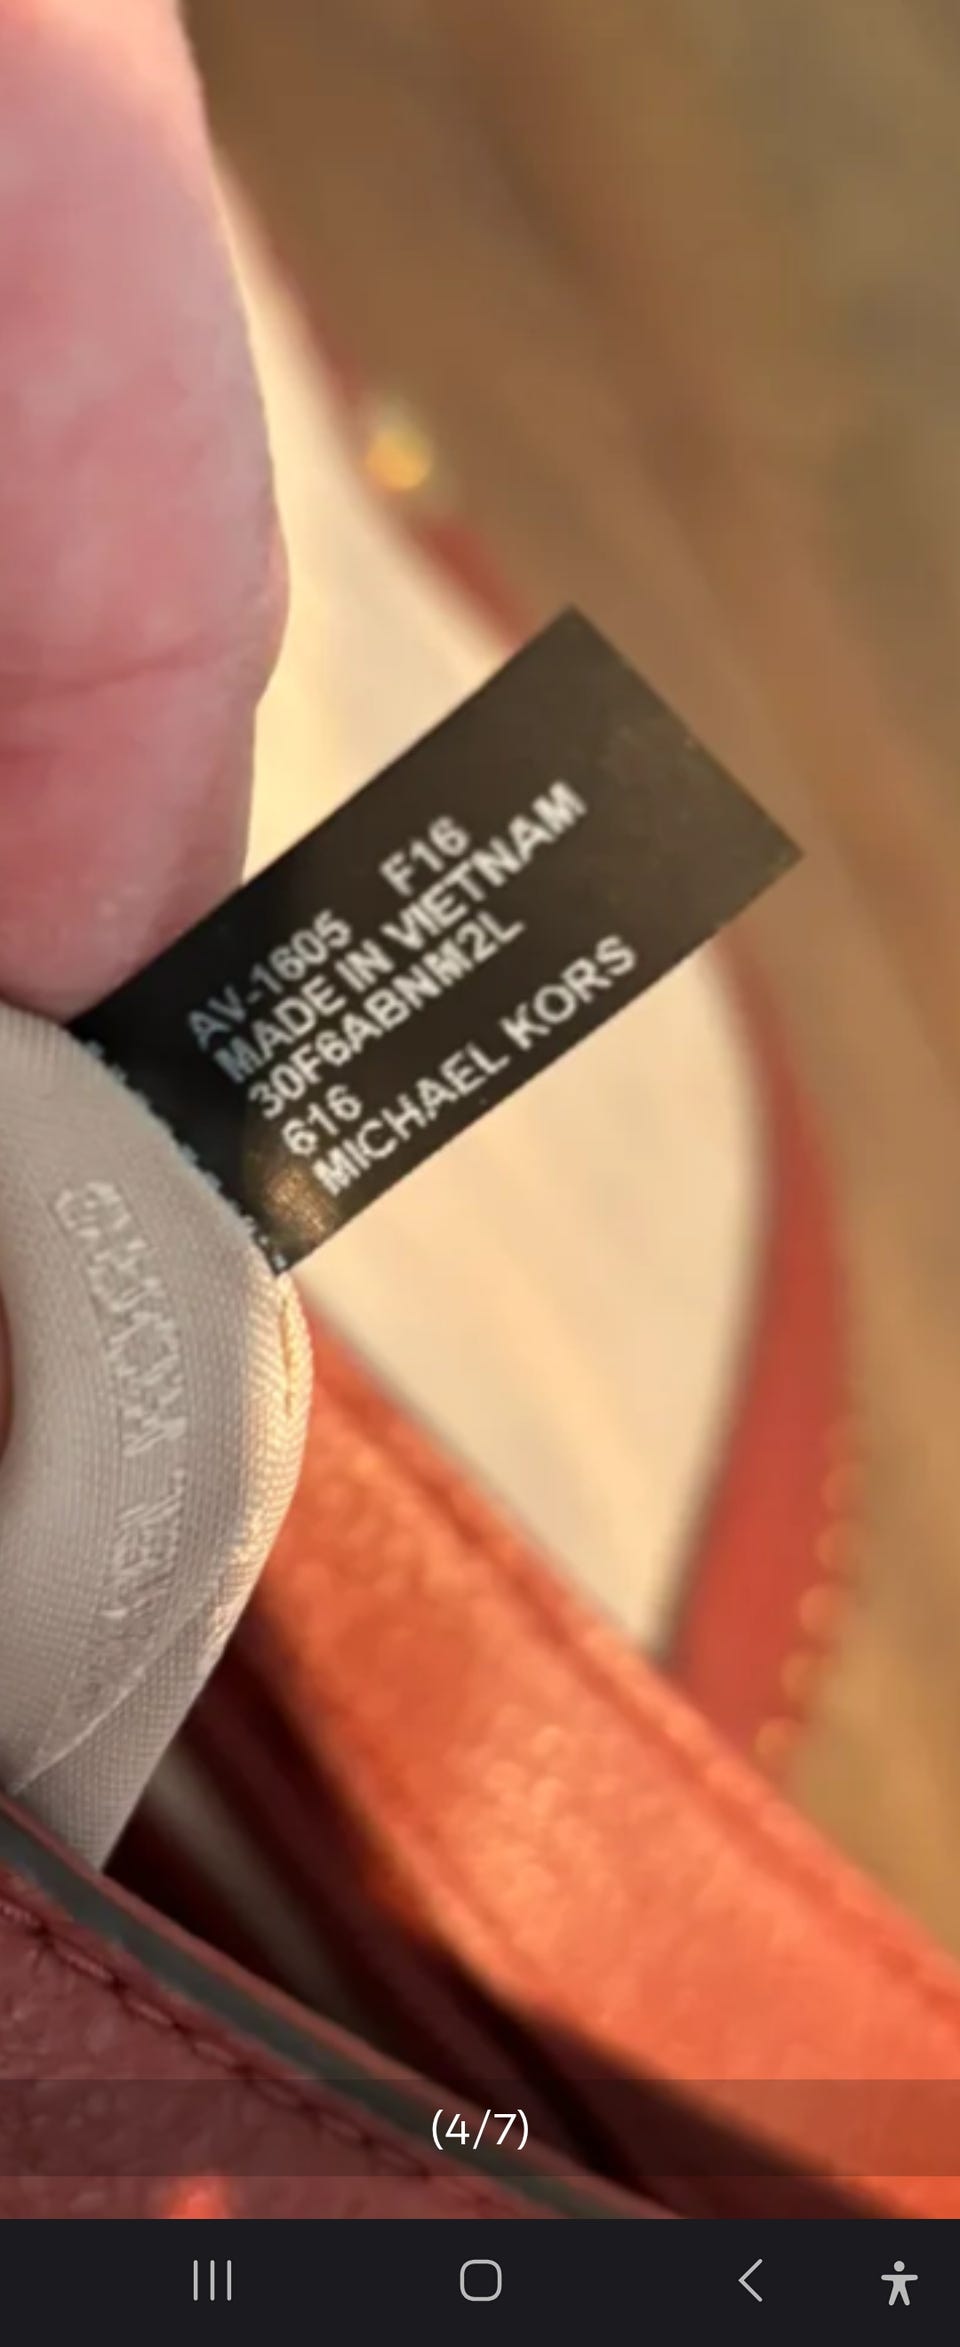 AV-1605 F16
MADE IN VIETNAM
30F6ABNM2L
616
MICHAEL KORS
(4/7)